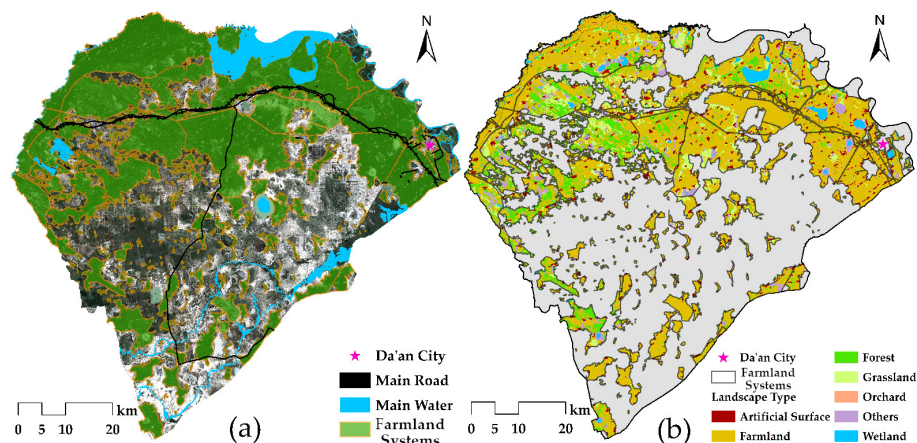 N
Da'an City
Main Road
Main Water
Farmland
Systems
km
0 5 10 20
(a)
N
Da'an City
Farmland
Systems
Landscape Type
Artificial Surface
Farmland
Forest
Grassland
Orchard
Others
Wetland
km
0 5 10 20
(b)